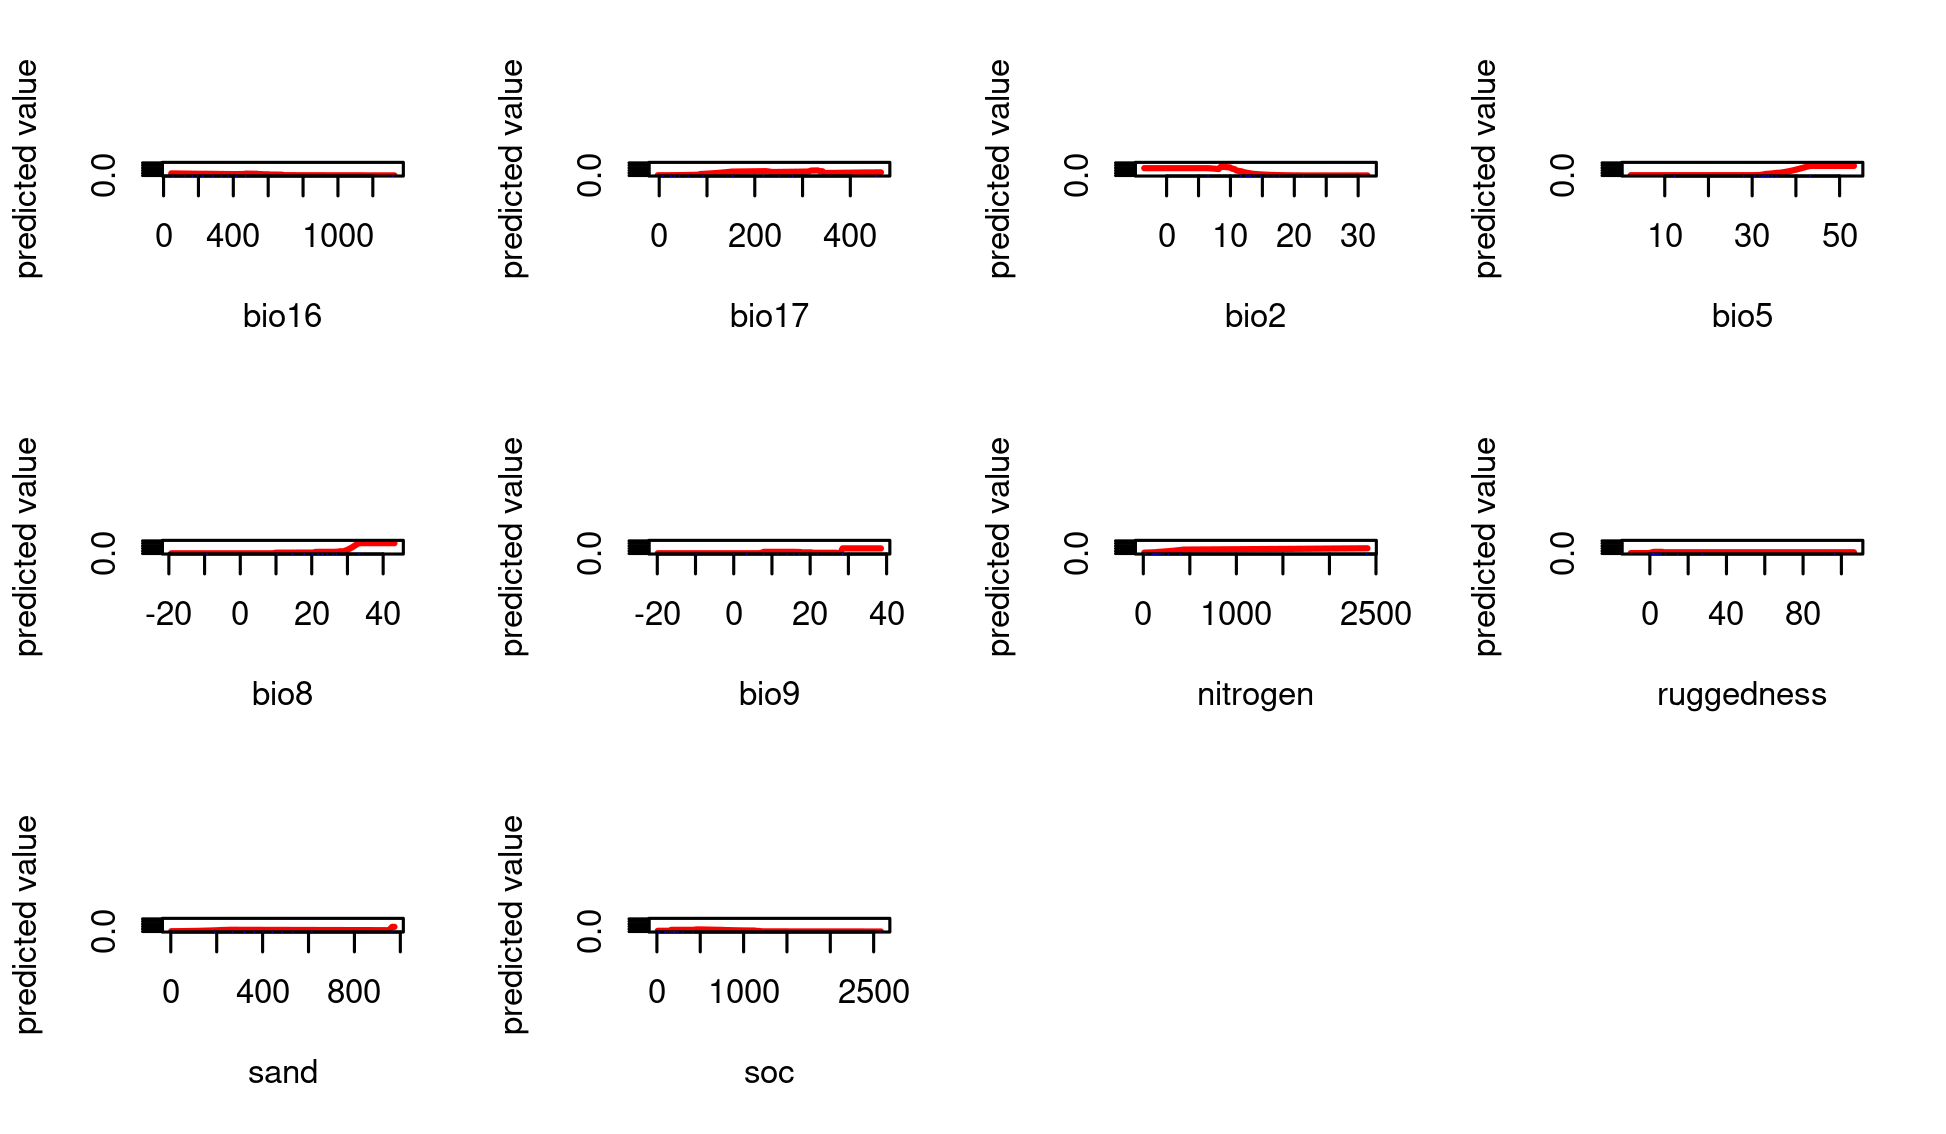 predicted value
0.0
0 400 1000
bio16
predicted value
0.0
0 200 400
bio17
predicted value
0.0
0 10 20 30
bio2
predicted value
0.0
10 30 50
bio5
predicted value
0.0
-20 0 20 40
bio8
predicted value
0.0
-20 0 20 40
bio9
predicted value
0.0
0 1000 2500
nitrogen
predicted value
0.0
0 40 80
ruggedness
predicted value
0.0
0 400 800
sand
predicted value
0.0
0 1000 2500
soc